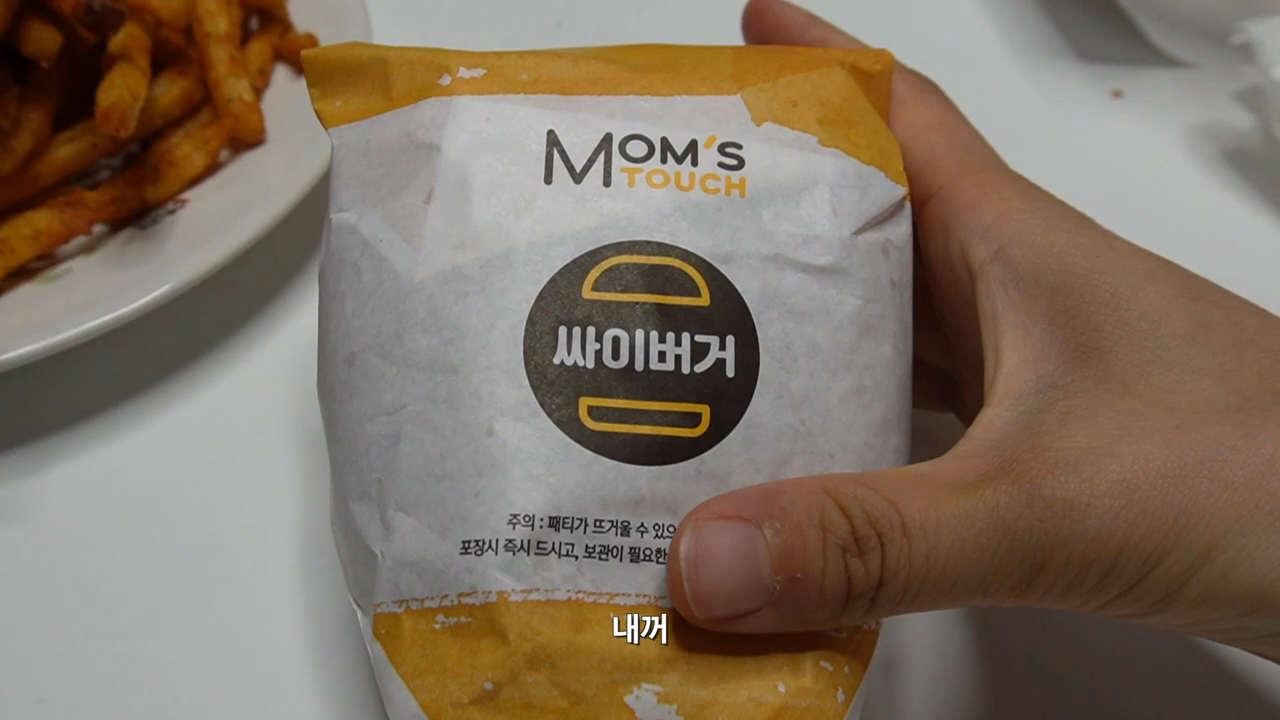 MOM'S
TOUCH
싸이버거
주의 : 패티가 뜨거울 수 있으
포장시 즉시 드시고, 보관이 필요한
내꺼